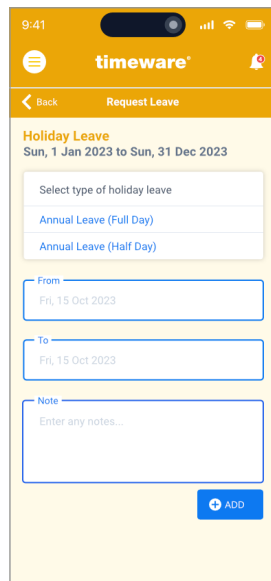 9:41
timeware®
4
Back
Request Leave
Holiday Leave
Sun, 1 Jan 2023 to Sun, 31 Dec 2023
Select type of holiday leave
Annual Leave (Full Day)
Annual Leave (Half Day)
From
Fri, 15 Oct 2023
To
Fri, 15 Oct 2023
Note
Enter any notes...
ADD